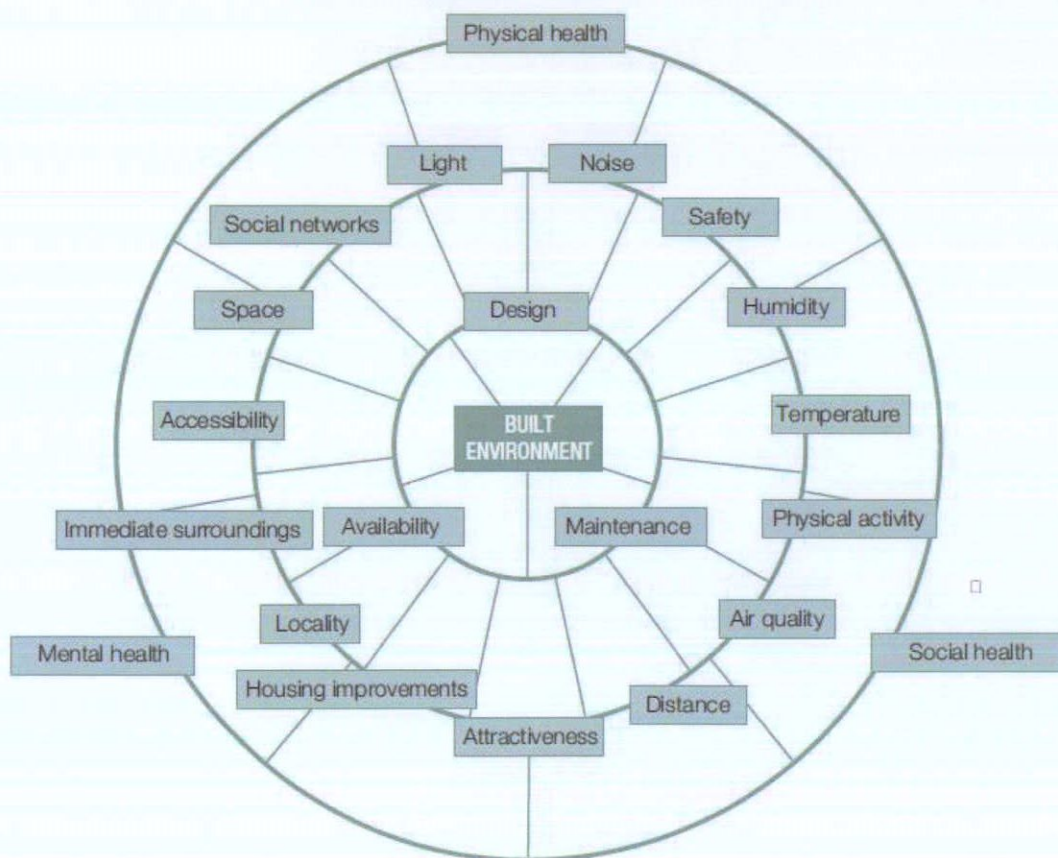 Physical health
Light
Noise
Social networks
Safety
Space
Design
Humidity
Accessibility
BUILT
ENVIRONMENT
Temperature
Immediate surroundings
Availability
Maintenance
Physical activity
Locality
Air quality
Mental health
Social health
Housing improvements
Distance
Attractiveness